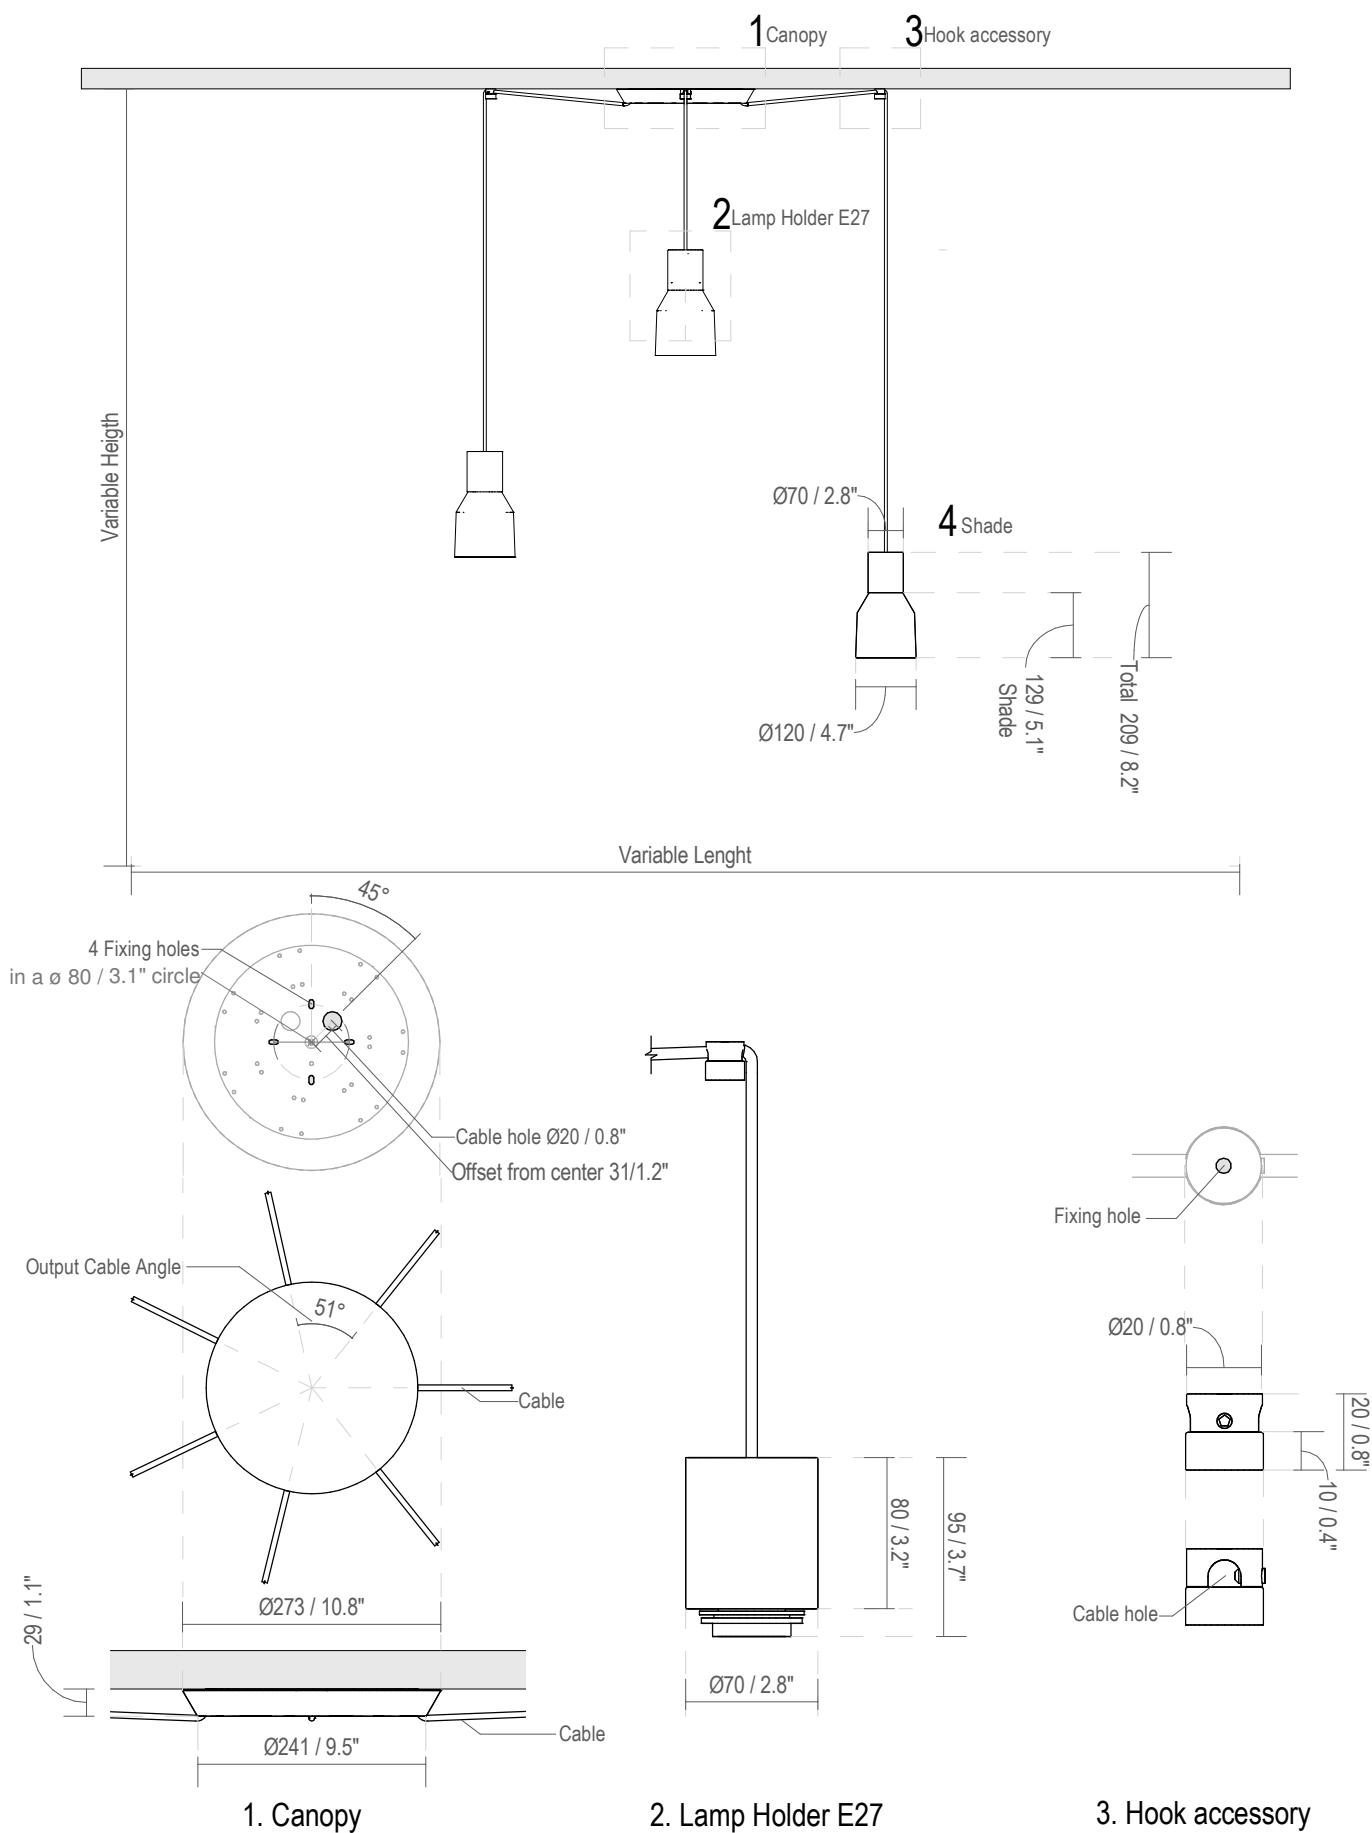 1 Canopy
3 Hook accessory
2 Lamp Holder E27
Variable Heigth
Ø70 / 2.8"
4 Shade
129 / 5.1"
Shade
Total 209 / 8.2"
Ø120 / 4.7"
Variable Lenght
45°
4 Fixing holes
in a ø 80 / 3.1" circle
Cable hole Ø20 / 0.8"
Offset from center 31/1.2"
Output Cable Angle
51°
Cable
Ø273 / 10.8"
29 / 1.1"
Cable
Ø241 / 9.5"
1. Canopy
80 / 3.2"
95 / 3.7"
Ø70 / 2.8"
2. Lamp Holder E27
Fixing hole
Ø20 / 0.8"
20 / 0.8"
10 / 0.4"
Cable hole
3. Hook accessory